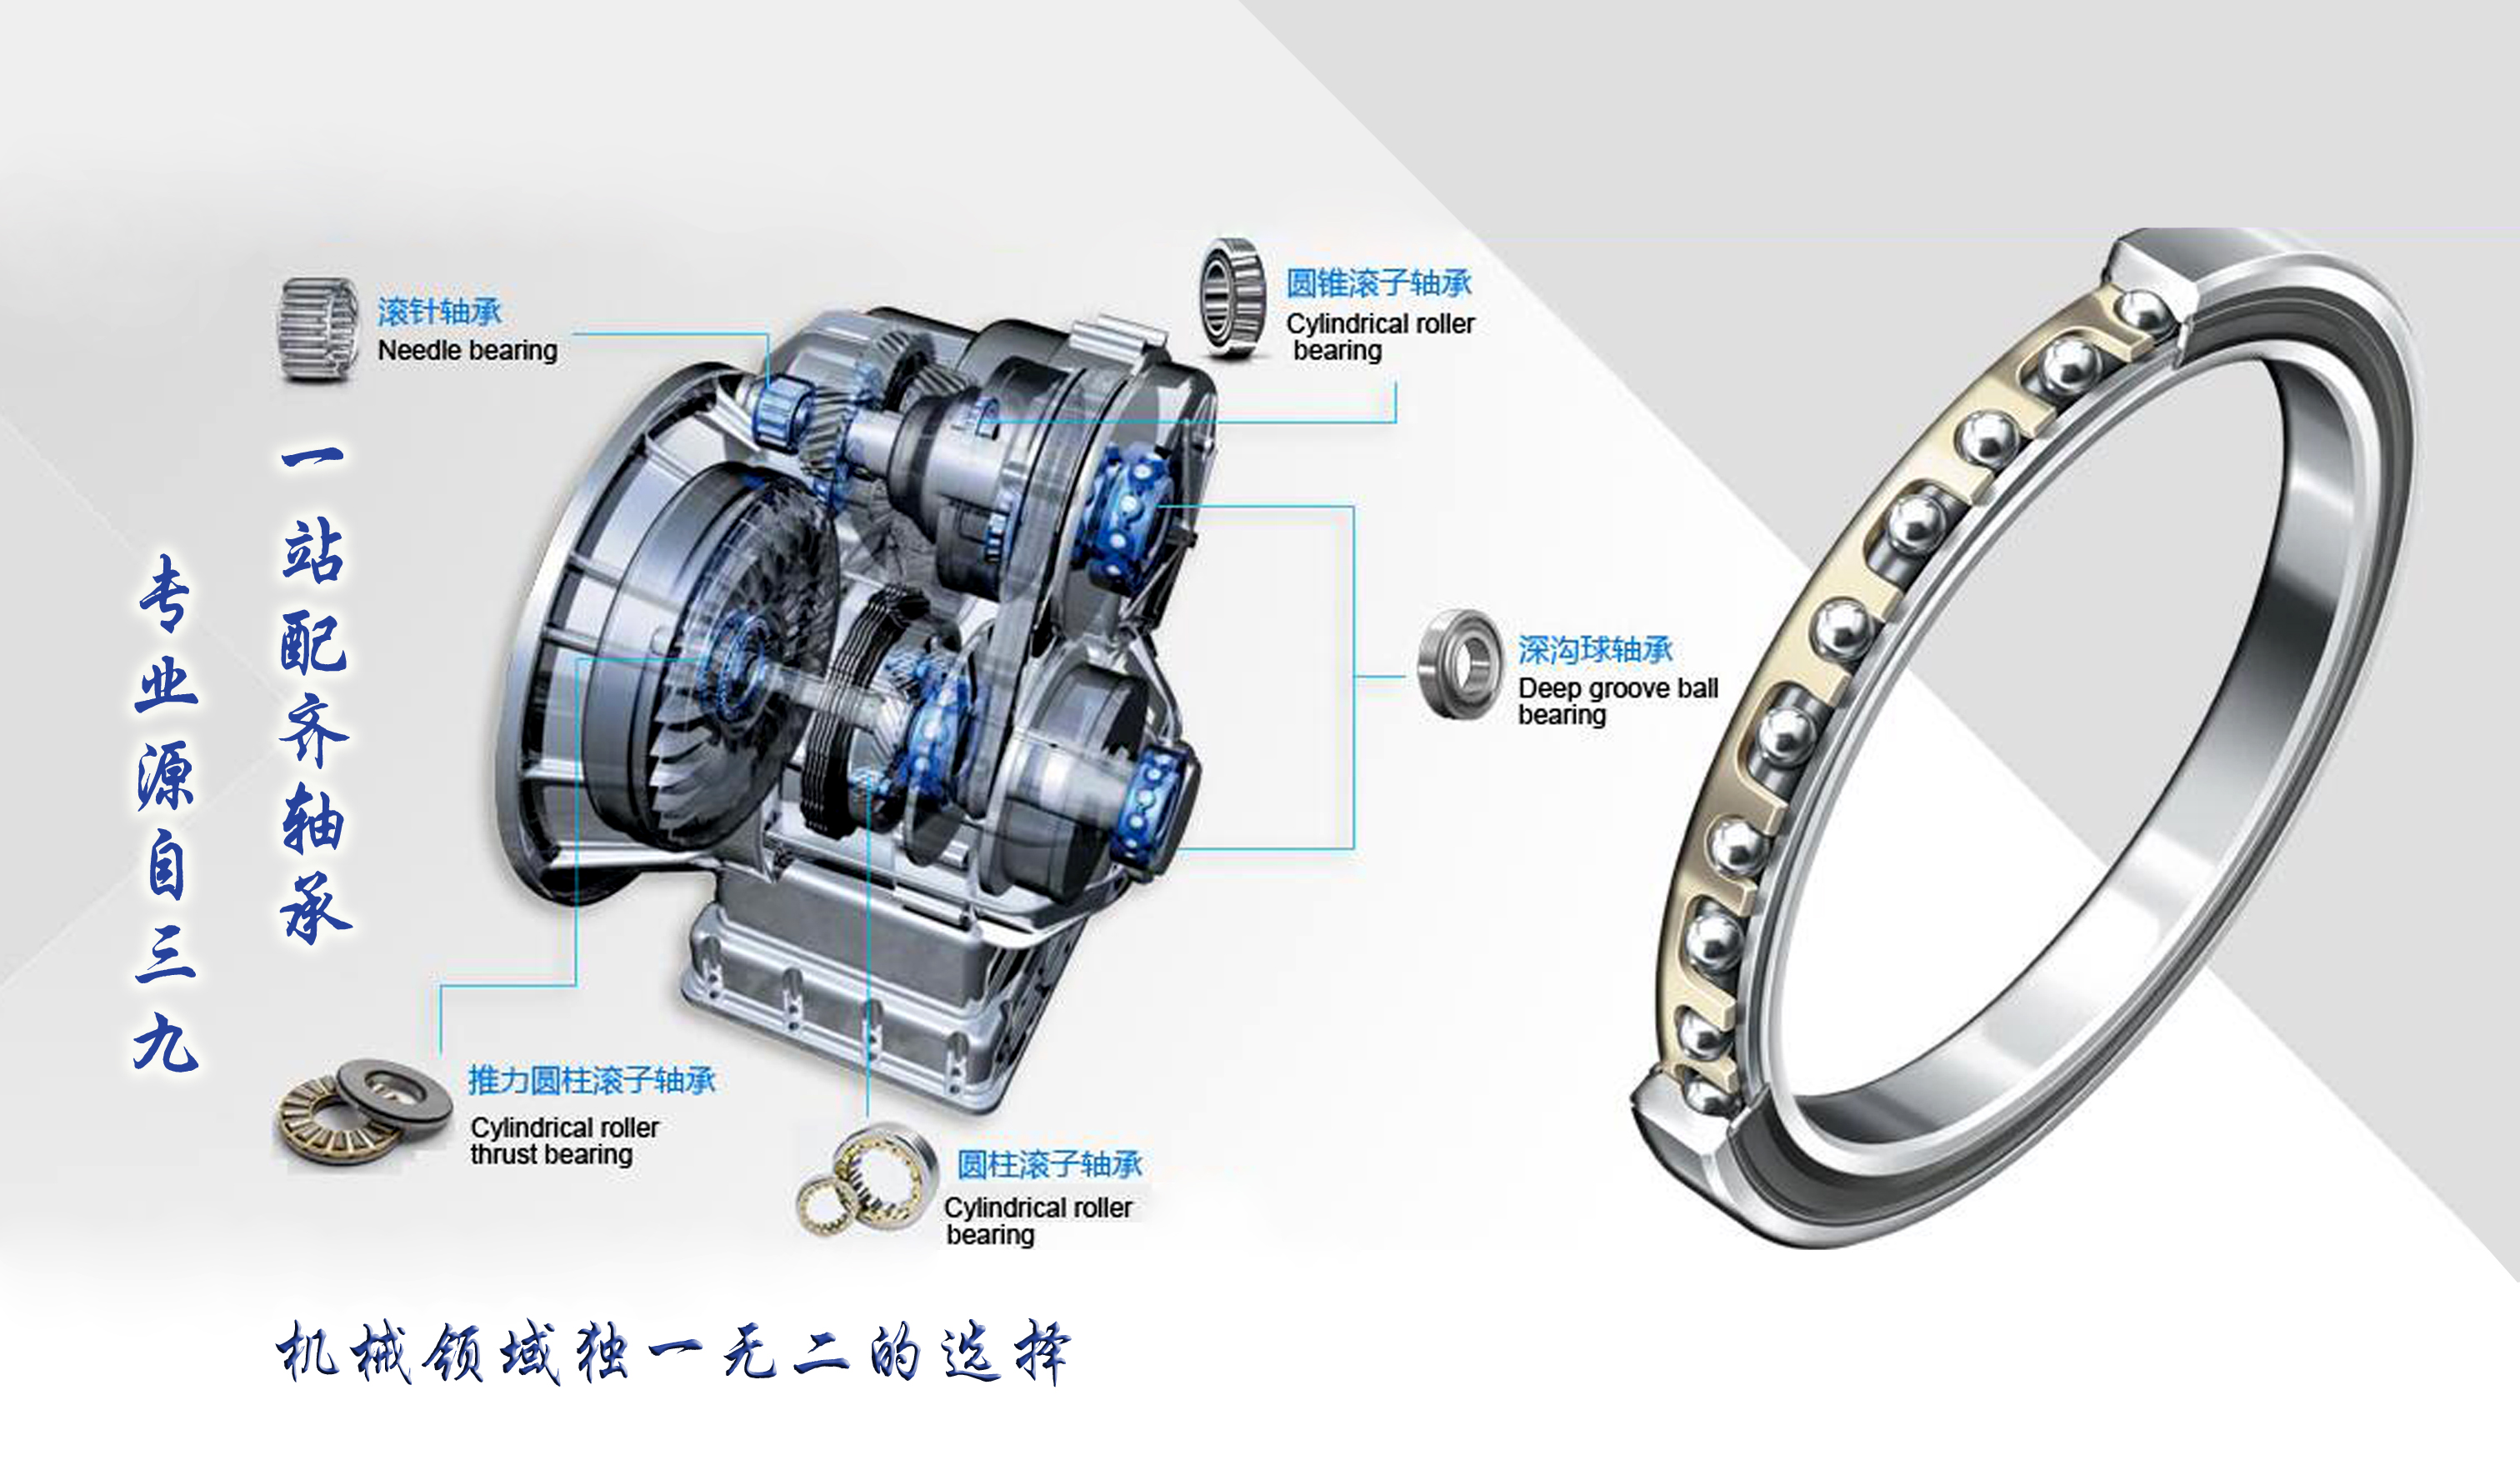 圆锥滚子轴承
Cylindrical roller
bearing
滚针轴承
Needle bearing
一站配齐轴承
专业源自三九
深沟球轴承
Deep groove ball
bearing
推力圆柱滚子轴承
Cylindrical roller
thrust bearing
圆柱滚子轴承
Cylindrical roller
bearing
机械领域独一无二的选择